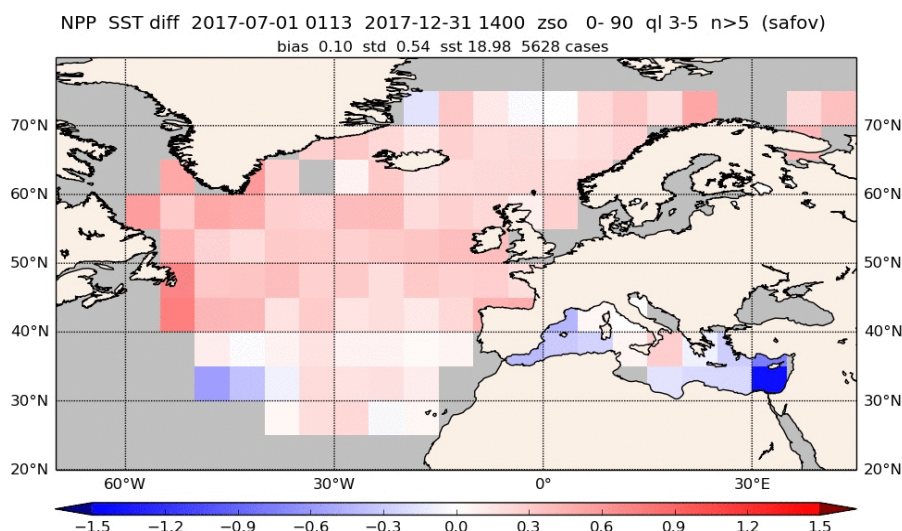 NPP SST diff 2017-07-01 0113 2017-12-31 1400 zso 0- 90 ql 3-5 n>5 (safov)
bias 0.10 std 0.54 sst 18.98 5628 cases
70°N 70°N
60°N 60°N
50°N 50°N
40°N 40°N
30°N 30°N
20°N 20°N
60°W 30°W 0° 30°E
−1.5 −1.2 −0.9 −0.6 −0.3 0.0 0.3 0.6 0.9 1.2 1.5